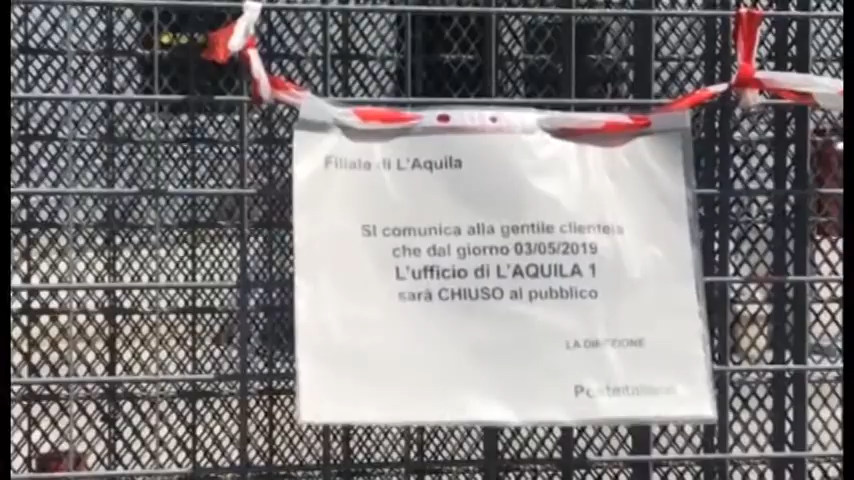 Filiale di L'Aquila
SI comunica alla gentile clientela
che dal giorno 03/05/2019
L'ufficio di L'AQUILA 1
sarà CHIUSO al pubblico
LA DIREZIONE
Posteitaliane